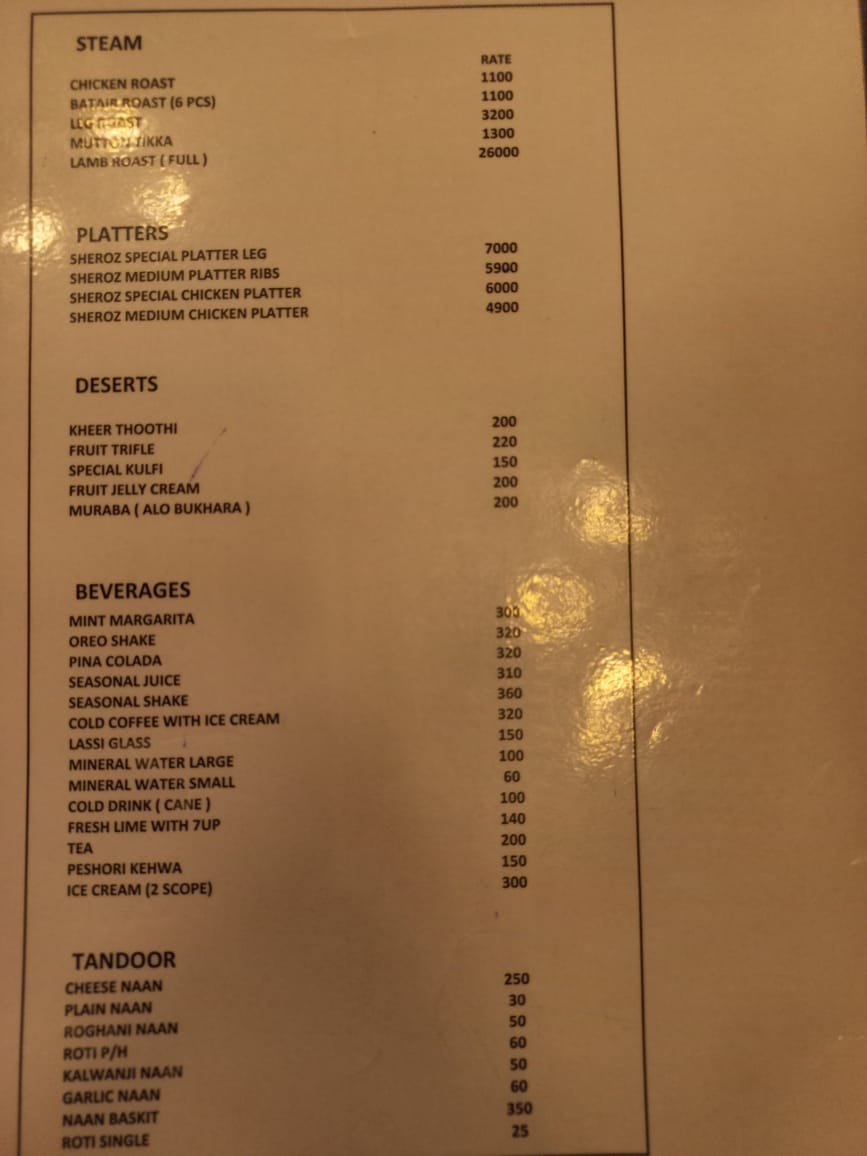 STEAM
RATE
CHICKEN ROAST 1100
BATAIR ROAST (6 PCS) 1100
LEG ROAST 3200
MUTTON TIKKA 1300
LAMB ROAST ( FULL ) 26000
PLATTERS
SHEROZ SPECIAL PLATTER LEG 7000
SHEROZ MEDIUM PLATTER RIBS 5900
SHEROZ SPECIAL CHICKEN PLATTER 6000
SHEROZ MEDIUM CHICKEN PLATTER 4900
DESERTS
KHEER THOOTHI 200
FRUIT TRIFLE 220
SPECIAL KULFI 150
FRUIT JELLY CREAM 200
MURABA ( ALO BUKHARA ) 200
BEVERAGES
MINT MARGARITA 300
OREO SHAKE 320
PINA COLADA 320
SEASONAL JUICE 310
SEASONAL SHAKE 360
COLD COFFEE WITH ICE CREAM 320
LASSI GLASS 150
MINERAL WATER LARGE 100
MINERAL WATER SMALL 60
COLD DRINK ( CANE ) 100
FRESH LIME WITH 7UP 140
TEA 200
PESHORI KEHWA 150
ICE CREAM (2 SCOPE) 300
TANDOOR
CHEESE NAAN 250
PLAIN NAAN 30
ROGHANI NAAN 50
ROTI P/H 60
KALWANJI NAAN 50
GARLIC NAAN 60
NAAN BASKIT 350
ROTI SINGLE 25